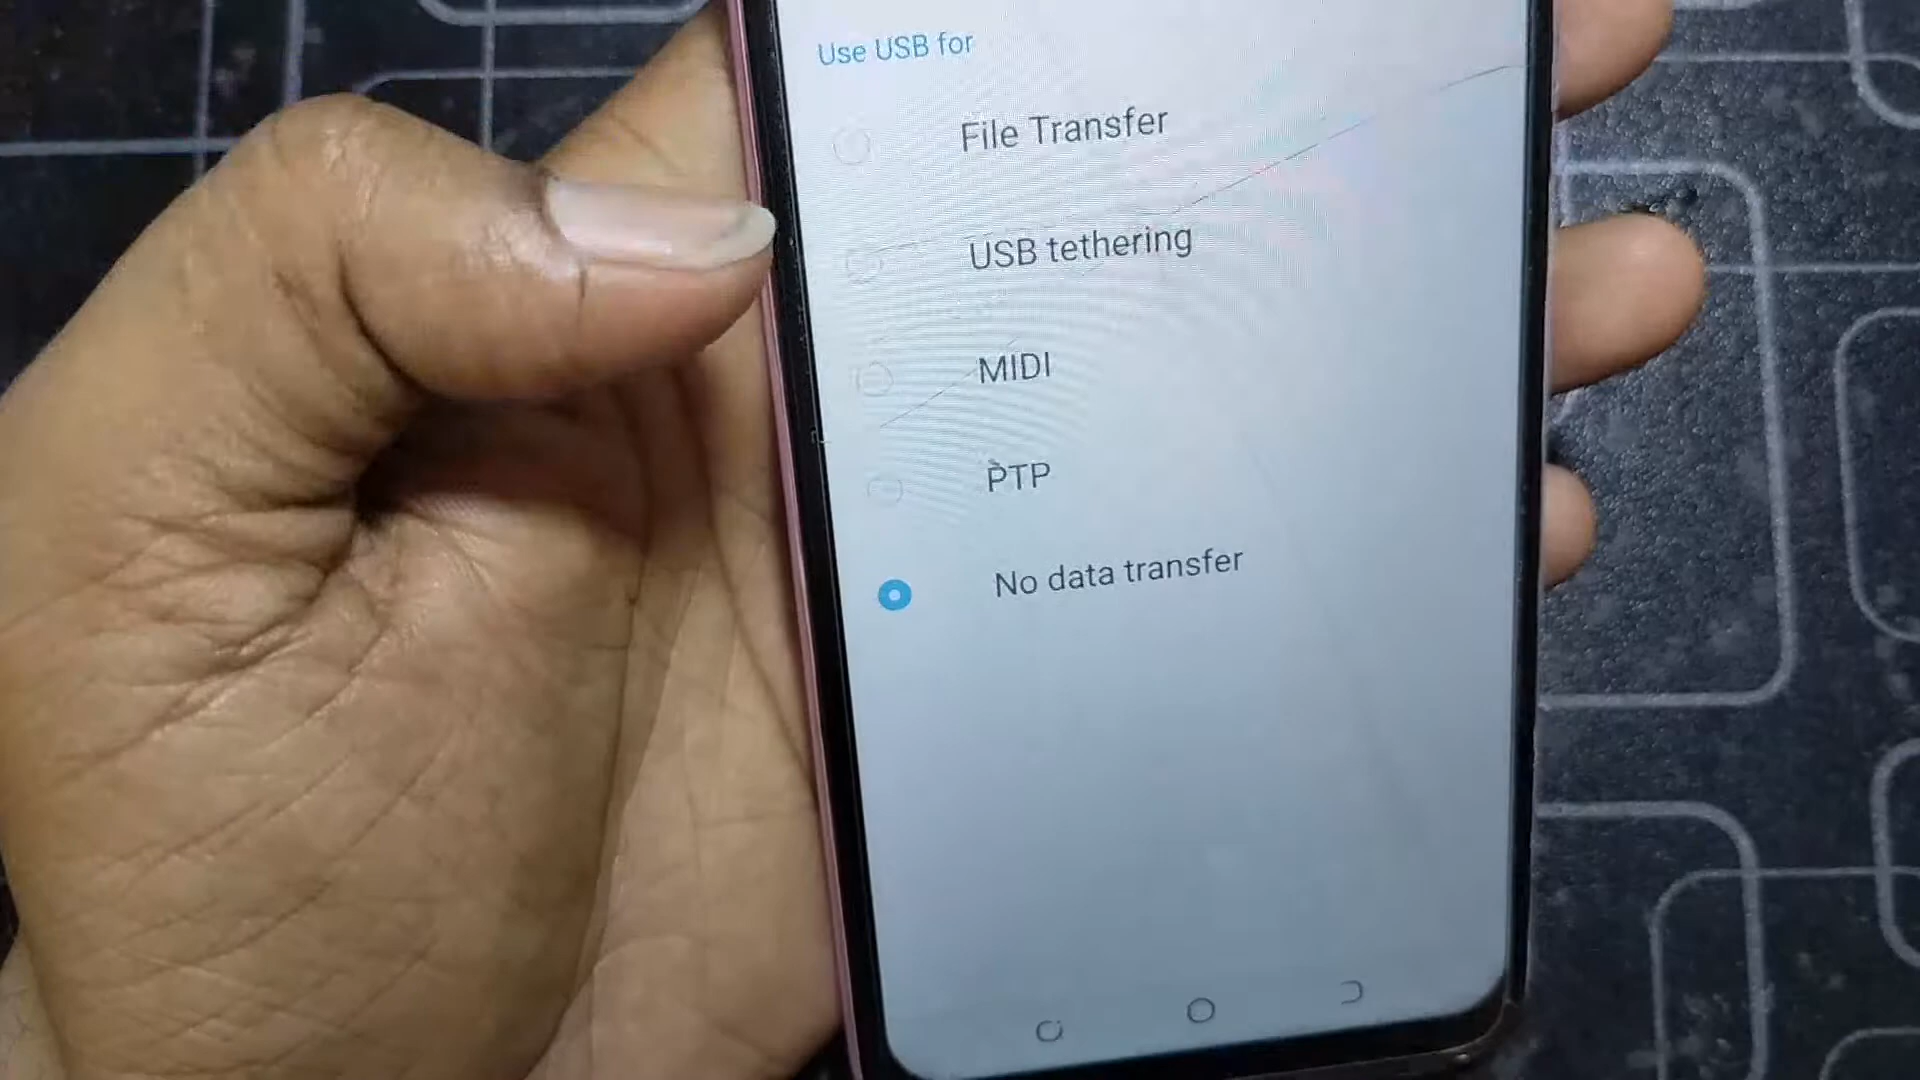 Use USB for
File Transfer
USB tethering
MIDI
PTP
No data transfer